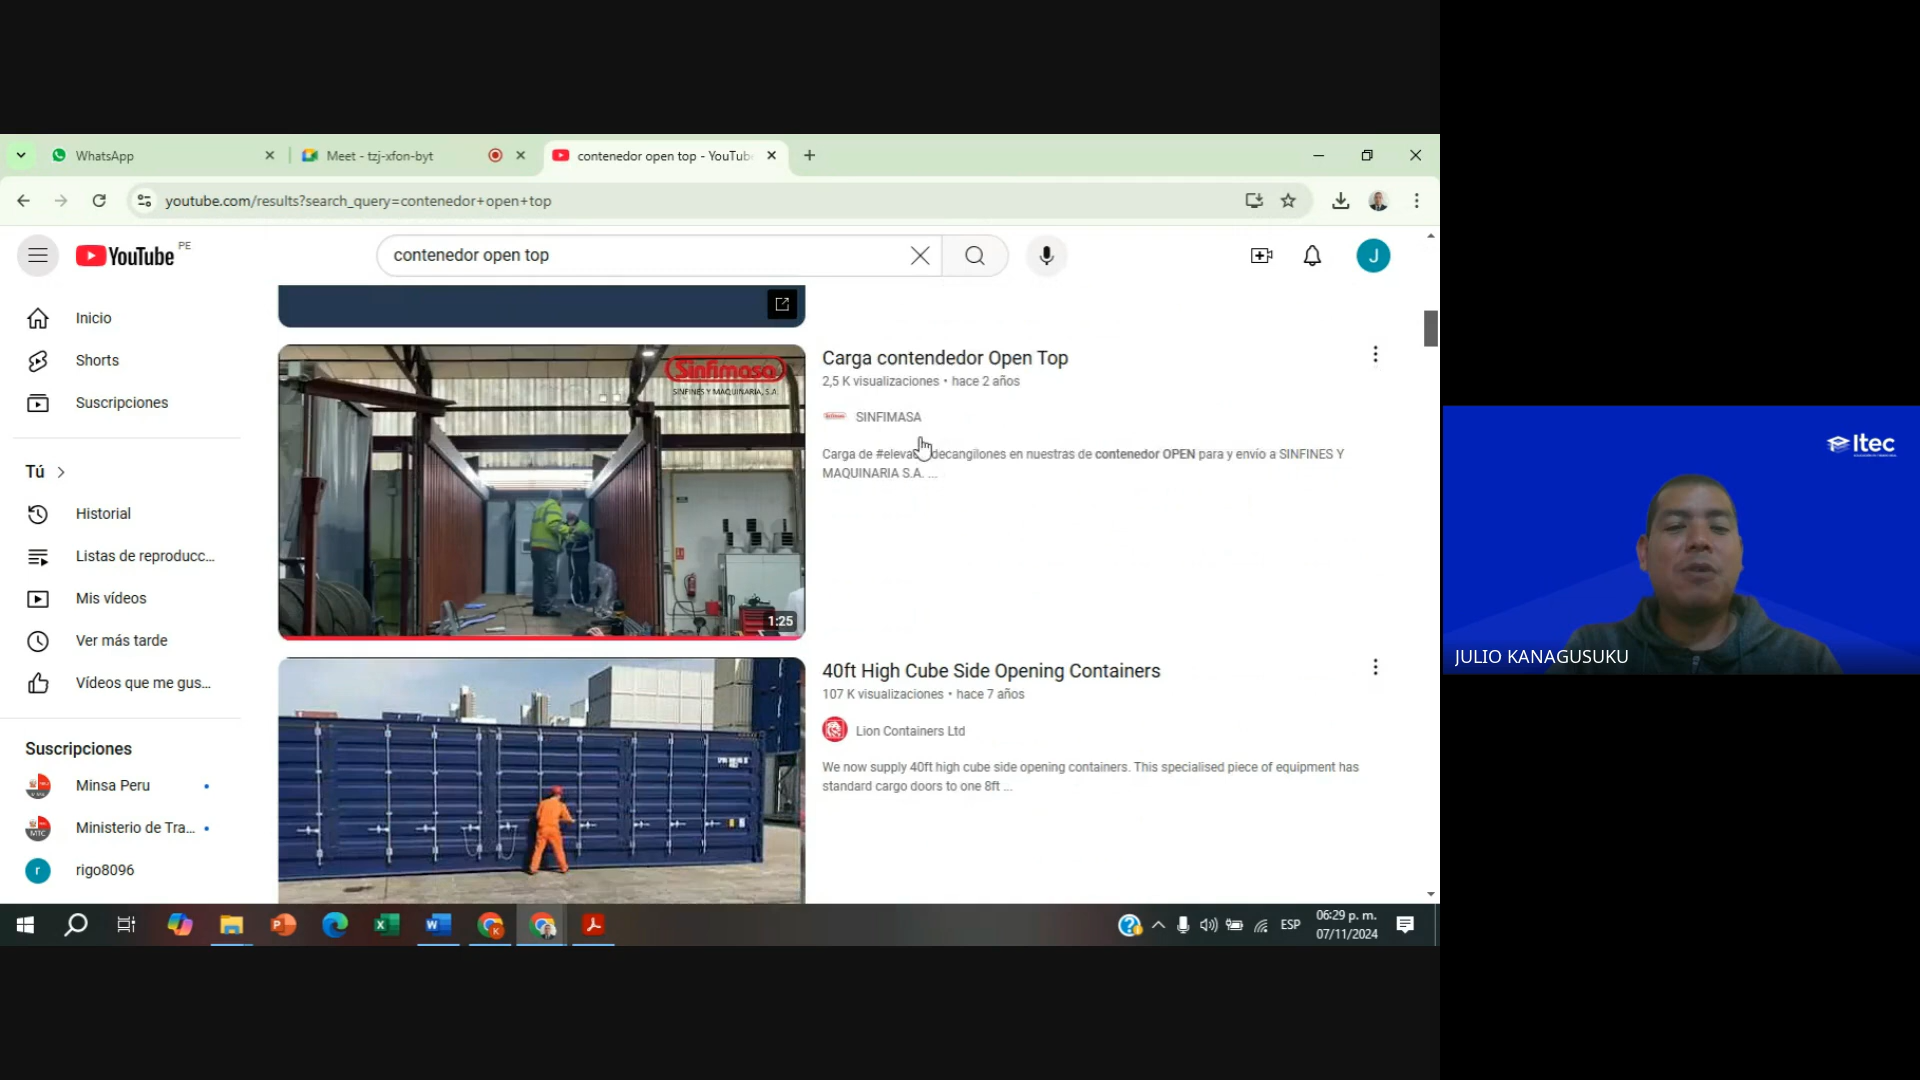 WhatsApp
Meet - tzj-xfon-byt
contenedor open top - YouTub
youtube.com/results?search_query=contenedor+open+top
YouTube PE
contenedor open top
J
Inicio
Shorts
Suscripciones
Tú
Historial
Listas de reproducc...
Mis vídeos
Ver más tarde
Vídeos que me gus...
Suscripciones
Minsa Peru
Ministerio de Tra...
r rigo8096
Sinfimasa
SINFINES Y MAQUINARIA, S.A.
1:25
Carga contendedor Open Top
2,5 K visualizaciones • hace 2 años
SINFIMASA
Carga de #eleva decangilones en nuestras de contenedor OPEN para y envío a SINFINES Y
MAQUINARIA S.A. ...
40ft High Cube Side Opening Containers
107 K visualizaciones • hace 7 años
Lion Containers Ltd
We now supply 40ft high cube side opening containers. This specialised piece of equipment has
standard cargo doors to one 8ft ...
ESP
06:29 p. m.
07/11/2024
Itec
JULIO KANAGUSUKU